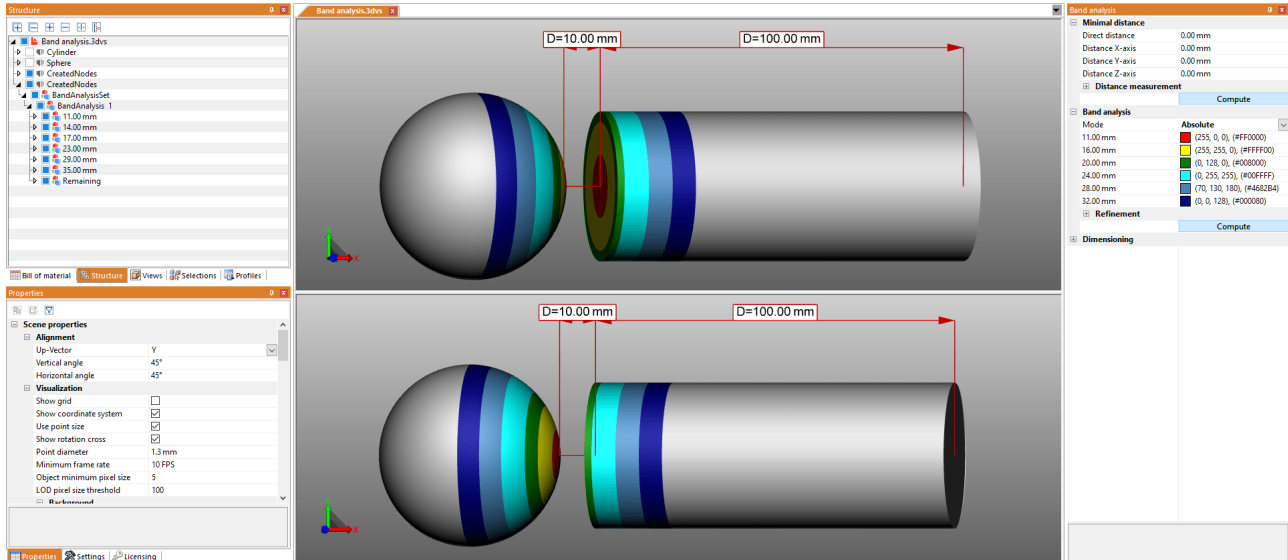 Structure
Band analysis.3dvs
Cylinder
Sphere
CreatedNodes
CreatedNodes
BandAnalysisSet
BandAnalysis 1
11.00 mm
14.00 mm
17.00 mm
23.00 mm
29.00 mm
35.00 mm
Remaining
Bill of material Structure Views Selections Profiles
Properties
Scene properties
Alignment
Up-Vector Y
Vertical angle 45°
Horizontal angle 45°
Visualization
Show grid
Show coordinate system
Use point size
Show rotation cross
Point diameter 1.3 mm
Minimum frame rate 10 FPS
Object minimum pixel size 5
LOD pixel size threshold 100
Background
Properties Settings Licensing
Band analysis.3dvs
D=10.00 mm D=100.00 mm
X
D=10.00 mm D=100.00 mm
X
Band analysis
Minimal distance
Direct distance 0.00 mm
Distance X-axis 0.00 mm
Distance Y-axis 0.00 mm
Distance Z-axis 0.00 mm
Distance measurement
Compute
Band analysis
Mode Absolute
11.00 mm (255, 0, 0), (#FF0000)
16.00 mm (255, 255, 0), (#FFFF00)
20.00 mm (0, 128, 0), (#008000)
24.00 mm (0, 255, 255), (#00FFFF)
28.00 mm (70, 130, 180), (#4682B4)
32.00 mm (0, 0, 128), (#000080)
Refinement
Compute
Dimensioning